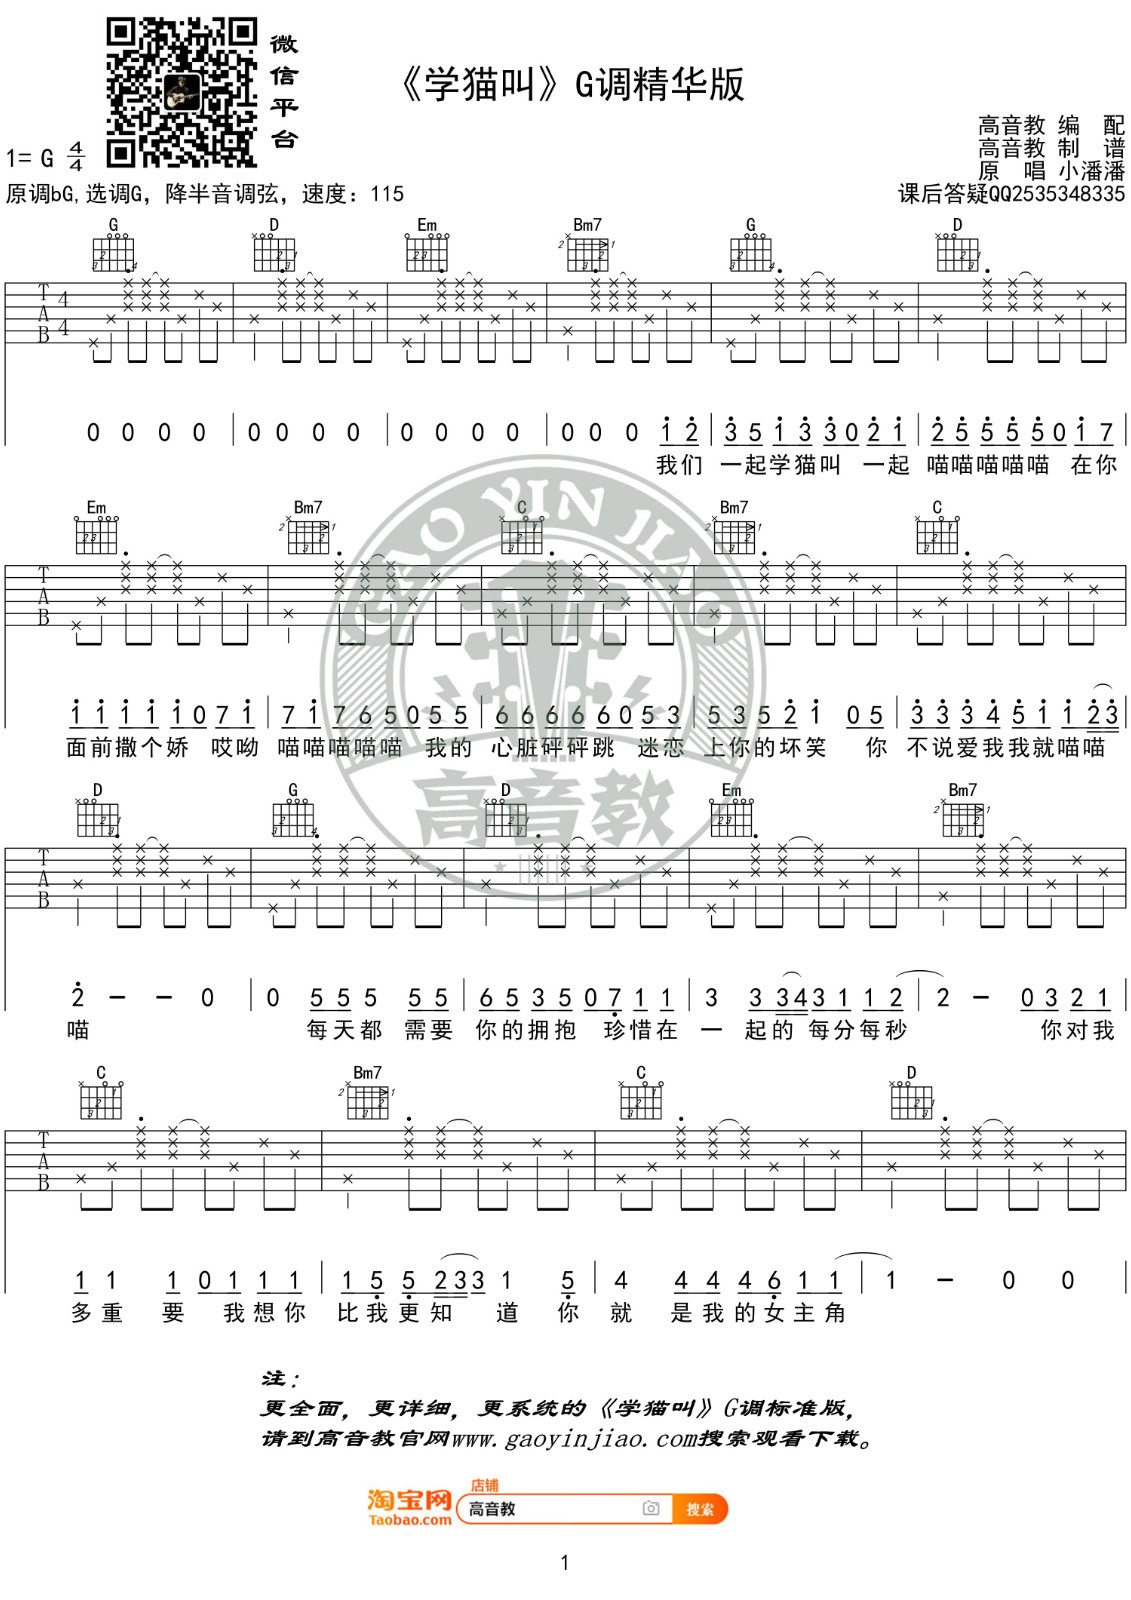 微信平台
《学猫叫》G调精华版
高音教 编 配
高音教 制 谱
原 唱 小潘潘
课后答疑QQ2535348335
1= G 4/4
原调bG,选调G，降半音调弦，速度：115
G D Em Bm7 G D
0 0 0 0 0 0 0 0 0 0 0 0 0 0 0 1 2 3 5 1 3 3 0 2 1 2 5 5 5 5 0 1 7
我们 一起学猫叫 一起 喵喵喵喵喵 在你
Em Bm7 C Bm7 C
1 1 1 1 1 0 7 1 7 1 7 6 5 0 5 5 6 6 6 6 6 0 5 3 5 3 5 2 1 0 5 3 3 3 4 5 1 1 2 3
面前撒个娇 哎呦 喵喵喵喵喵 我的 心脏砰砰跳 迷恋 上你的坏笑 你 不说爱我我就喵喵
D G D Em Bm7
2 - - 0 0 5 5 5 5 5 6 5 3 5 0 7 1 1 3 3 3 4 3 1 1 2 2 - 0 3 2 1
喵 每天都 需要 你的拥抱 珍惜在 一 起的 每分每秒 你对我
C Bm7 C D
1 1 1 0 1 1 1 1 5 5 2 3 3 1 5 4 4 4 4 6 1 1 1 - 0 0
多重 要 我想你 比我更知 道 你 就 是我的女主角
GAO YIN JIAO
高音教
注：
更全面，更详细，更系统的《学猫叫》G调标准版，
请到高音教官网www.gaoyinjiao.com搜索观看下载。
店铺
淘宝网 高音教 搜索
Taobao.com
1